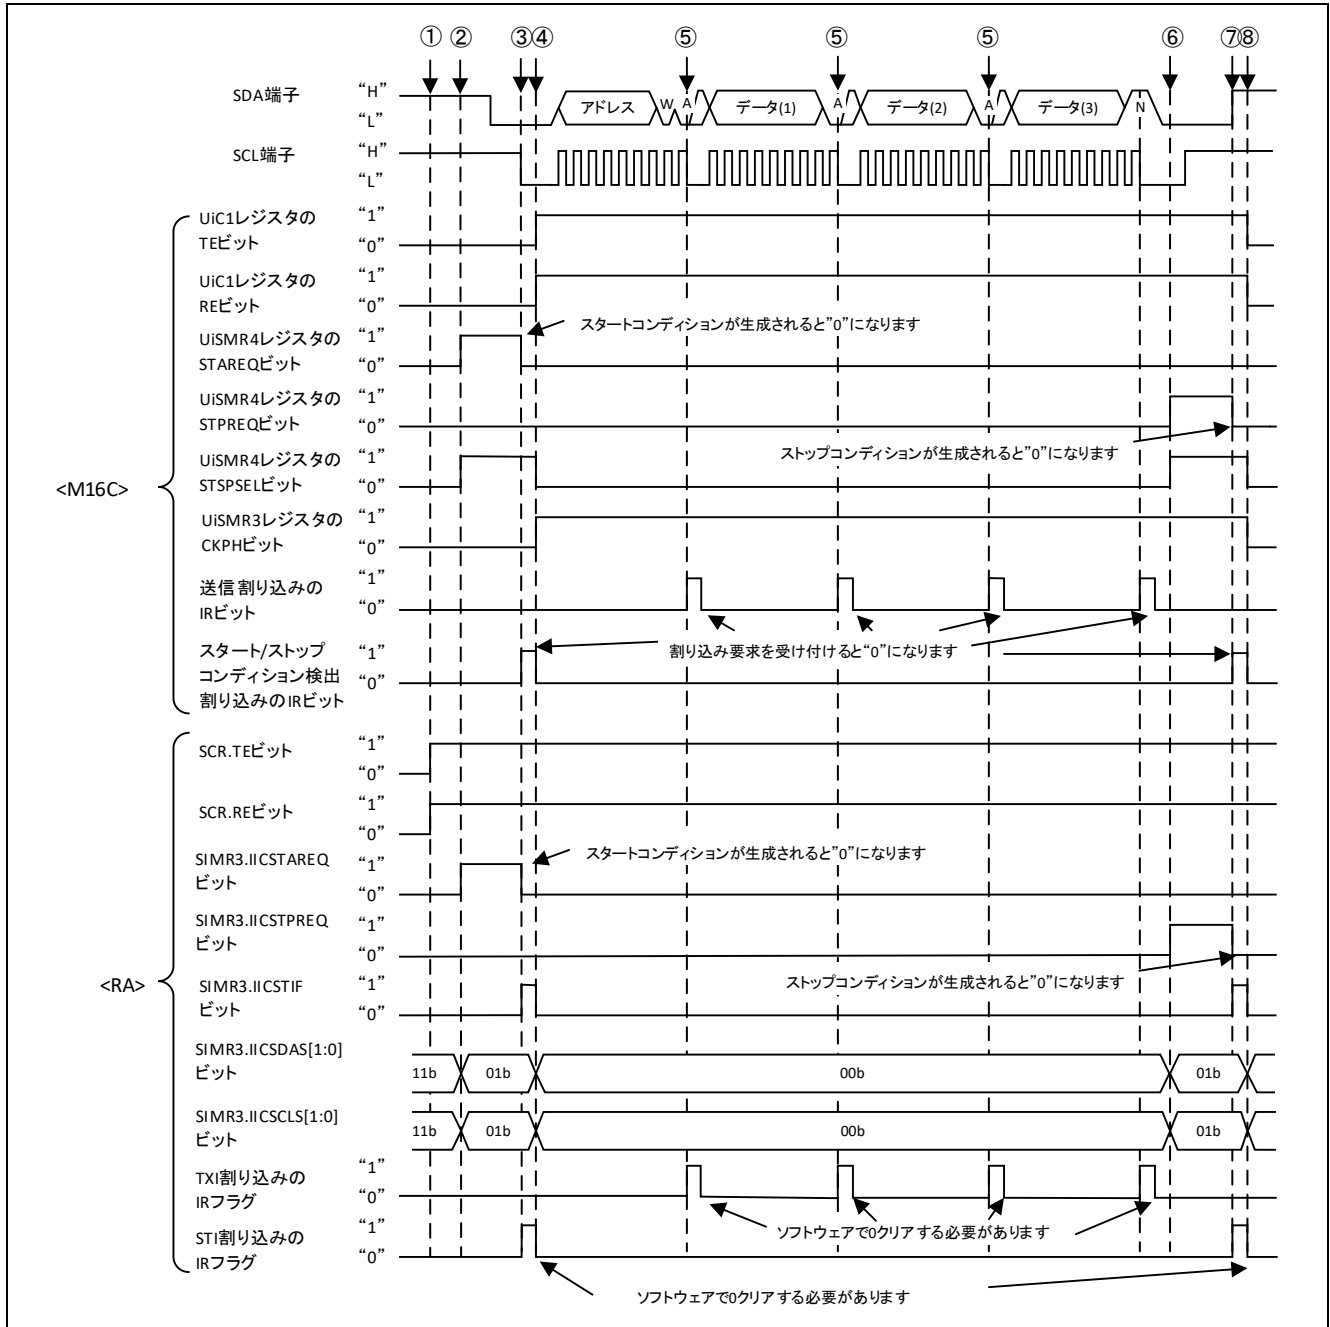 ① ② ③④ ⑤ ⑤ ⑤ ⑥ ⑦⑧
SDA端子 “H” “L”
アドレス W A データ(1) A データ(2) A データ(3) N
SCL端子 “H” “L”
<M16C>
UiC1レジスタの “1”
TEビット “0”
UiC1レジスタの “1”
REビット “0”
スタートコンディションが生成されると”0”になります
UiSMR4レジスタの “1”
STAREQビット “0”
UiSMR4レジスタの “1”
STPREQビット “0”
ストップコンディションが生成されると”0”になります
UiSMR4レジスタの “1”
STSPSELビット “0”
UiSMR3レジスタの “1”
CKPHビット “0”
送信割り込みの “1”
IRビット “0”
割り込み要求を受け付けると“0”になります
スタート/ストップ “1”
コンディション検出 “0”
割り込みのIRビット
<RA>
SCR.TEビット “1” “0”
SCR.REビット “1” “0”
スタートコンディションが生成されると”0”になります
SIMR3.IICSTAREQ “1”
ビット “0”
SIMR3.IICSTPREQ “1”
ビット “0”
ストップコンディションが生成されると”0”になります
SIMR3.IICSTIF “1”
ビット “0”
SIMR3.IICSDAS[1:0]
ビット 11b 01b 00b 01b
SIMR3.IICSCLS[1:0]
ビット 11b 01b 00b 01b
TXI割り込みの “1”
IRフラグ “0”
ソフトウェアで0クリアする必要があります
STI割り込みの “1”
IRフラグ “0”
ソフトウェアで0クリアする必要があります